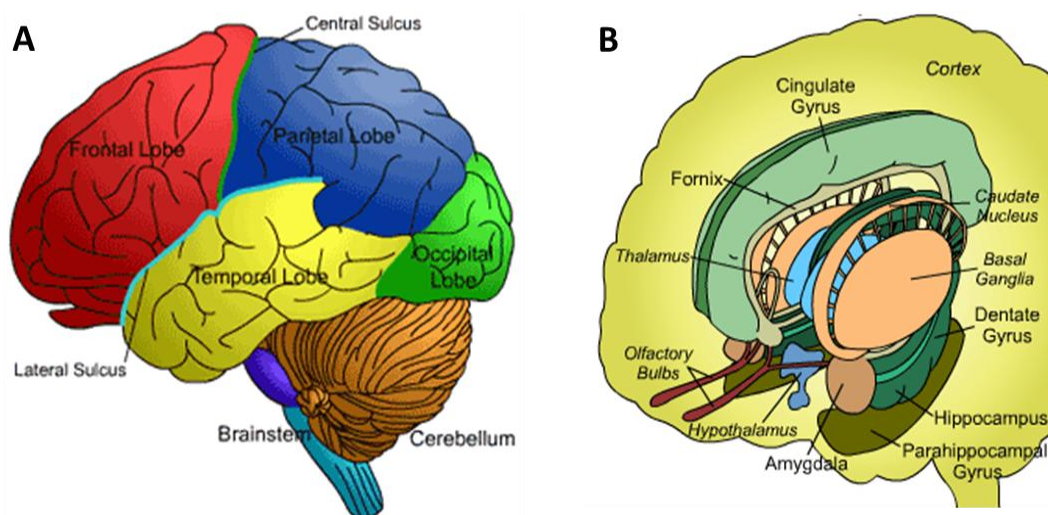 A
Central Sulcus
Frontal Lobe
Parietal Lobe
Temporal Lobe
Occipital
Lobe
Lateral Sulcus
Brainstem
Cerebellum
B
Cortex
Cingulate
Gyrus
Fornix
Caudate
Nucleus
Thalamus
Basal
Ganglia
Dentate
Gyrus
Olfactory
Bulbs
Hypothalamus
Hippocampus
Amygdala
Parahippocampal
Gyrus